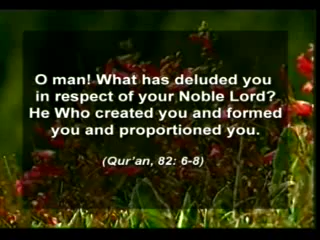 O man! What has deluded you
in respect of your Noble Lord?
He Who created you and formed
you and proportioned you.
(Qur'an, 82: 6-8)